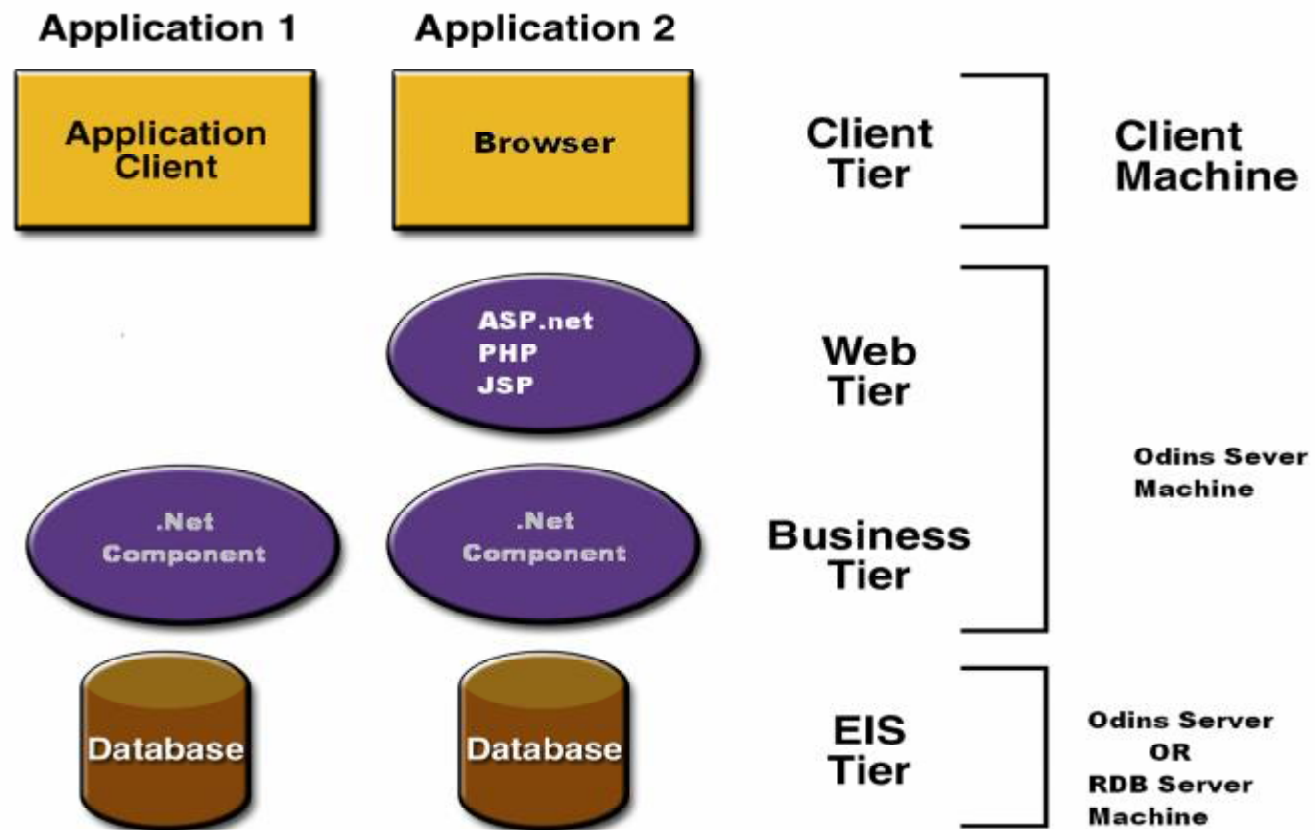 Application 1
Application 2
Application
Client
Browser
Client
Tier
Client
Machine
ASP.net
PHP
JSP
Web
Tier
Odins Sever
Machine
.Net
Component
.Net
Component
Business
Tier
Database
Database
EIS
Tier
Odins Server
OR
RDB Server
Machine